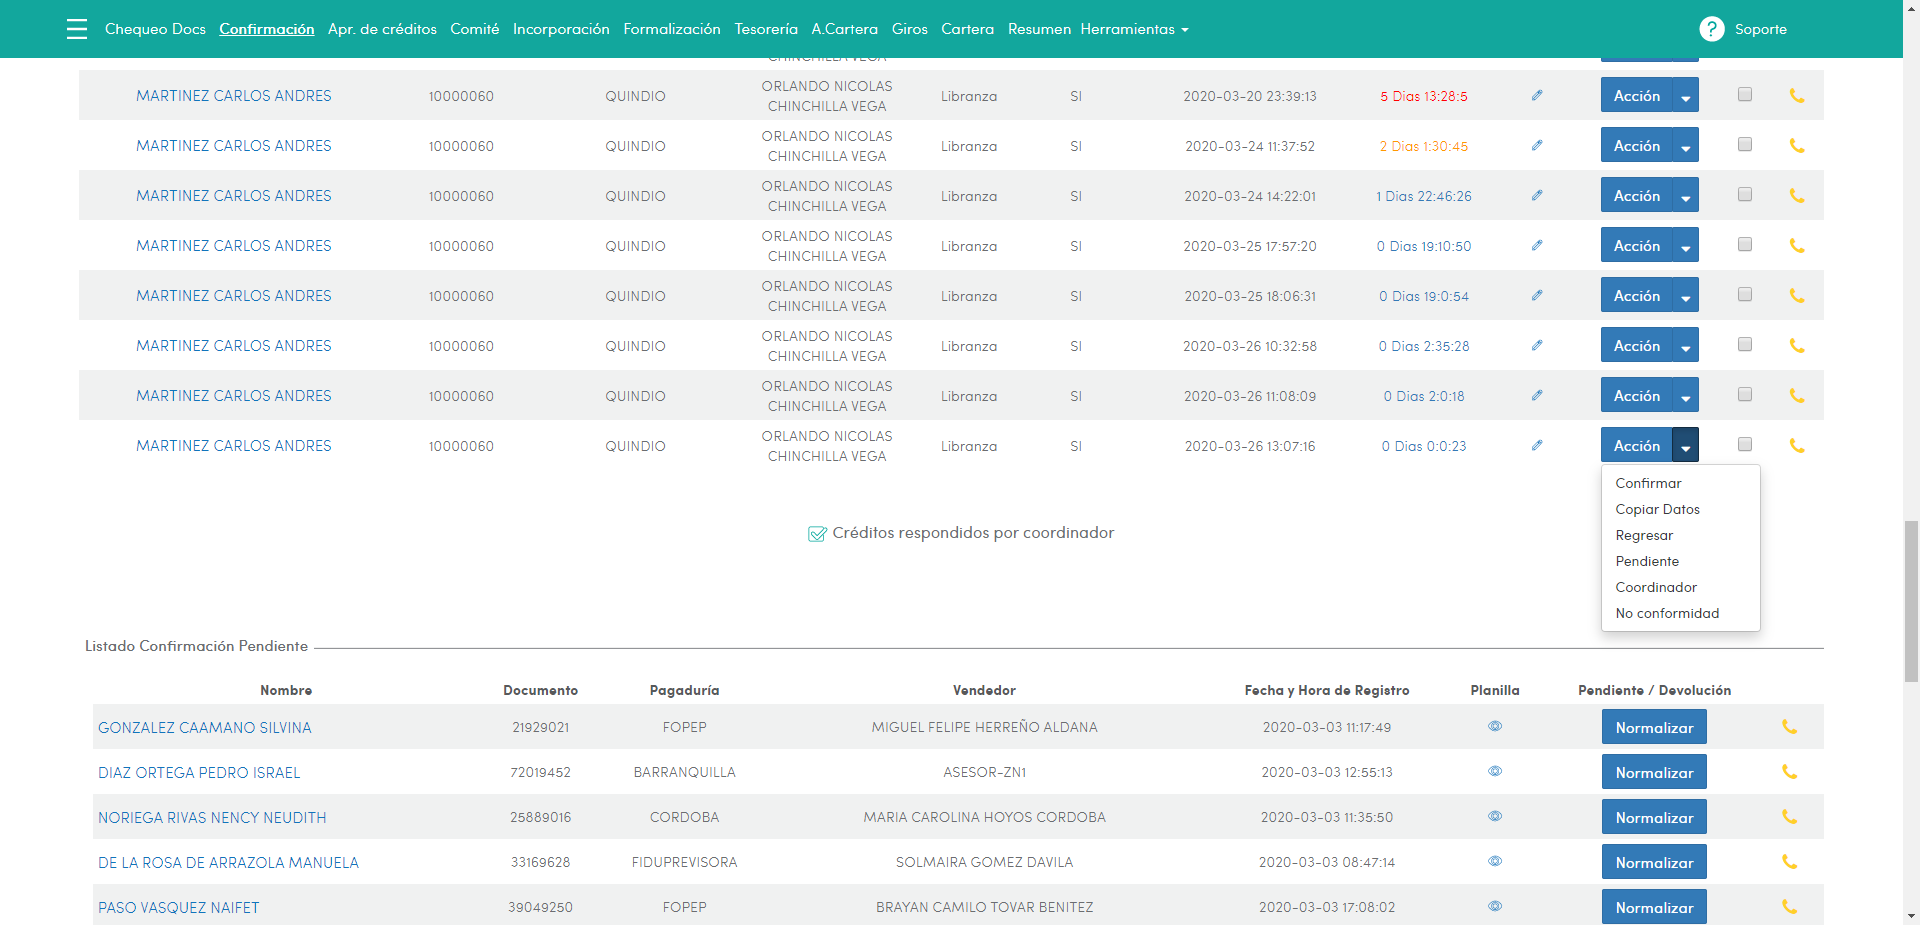 Chequeo Docs Confirmación Apr. de créditos Comité Incorporación Formalización Tesorería A.Cartera Giros Cartera Resumen Herramientas ? Soporte
CHINCHILLA VEGA
MARTINEZ CARLOS ANDRES 10000060 QUINDIO ORLANDO NICOLAS CHINCHILLA VEGA Libranza SI 2020-03-20 23:39:13 5 Dias 13:28:5 Acción
MARTINEZ CARLOS ANDRES 10000060 QUINDIO ORLANDO NICOLAS CHINCHILLA VEGA Libranza SI 2020-03-24 11:37:52 2 Dias 1:30:45 Acción
MARTINEZ CARLOS ANDRES 10000060 QUINDIO ORLANDO NICOLAS CHINCHILLA VEGA Libranza SI 2020-03-24 14:22:01 1 Dias 22:46:26 Acción
MARTINEZ CARLOS ANDRES 10000060 QUINDIO ORLANDO NICOLAS CHINCHILLA VEGA Libranza SI 2020-03-25 17:57:20 0 Dias 19:10:50 Acción
MARTINEZ CARLOS ANDRES 10000060 QUINDIO ORLANDO NICOLAS CHINCHILLA VEGA Libranza SI 2020-03-25 18:06:31 0 Dias 19:0:54 Acción
MARTINEZ CARLOS ANDRES 10000060 QUINDIO ORLANDO NICOLAS CHINCHILLA VEGA Libranza SI 2020-03-26 10:32:58 0 Dias 2:35:28 Acción
MARTINEZ CARLOS ANDRES 10000060 QUINDIO ORLANDO NICOLAS CHINCHILLA VEGA Libranza SI 2020-03-26 11:08:09 0 Dias 2:0:18 Acción
MARTINEZ CARLOS ANDRES 10000060 QUINDIO ORLANDO NICOLAS CHINCHILLA VEGA Libranza SI 2020-03-26 13:07:16 0 Dias 0:0:23 Acción
Confirmar
Copiar Datos
Regresar
Pendiente
Coordinador
No conformidad
Créditos respondidos por coordinador
Listado Confirmación Pendiente
Nombre Documento Pagaduría Vendedor Fecha y Hora de Registro Planilla Pendiente / Devolución
GONZALEZ CAAMANO SILVINA 21929021 FOPEP MIGUEL FELIPE HERREÑO ALDANA 2020-03-03 11:17:49 Normalizar
DIAZ ORTEGA PEDRO ISRAEL 72019452 BARRANQUILLA ASESOR-ZN1 2020-03-03 12:55:13 Normalizar
NORIEGA RIVAS NENCY NEUDITH 25889016 CORDOBA MARIA CAROLINA HOYOS CORDOBA 2020-03-03 11:35:50 Normalizar
DE LA ROSA DE ARRAZOLA MANUELA 33169628 FIDUPREVISORA SOLMAIRA GOMEZ DAVILA 2020-03-03 08:47:14 Normalizar
PASO VASQUEZ NAIFET 39049250 FOPEP BRAYAN CAMILO TOVAR BENITEZ 2020-03-03 17:08:02 Normalizar